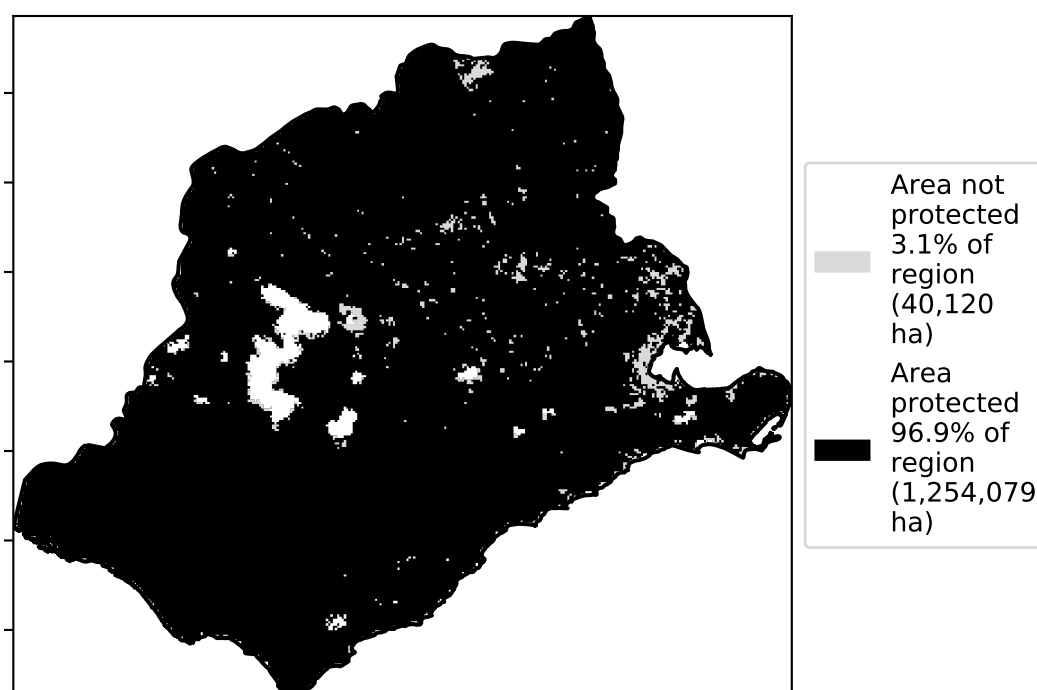 Area not
protected
3.1% of
region
(40,120
ha)
Area
protected
96.9% of
region
(1,254,079
ha)